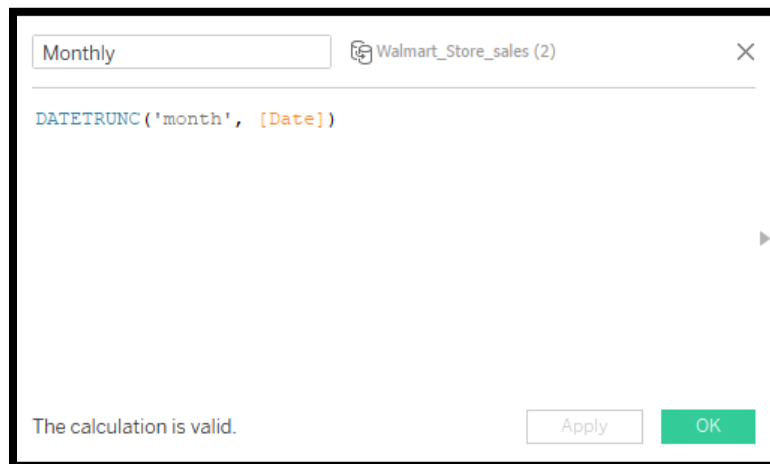 Monthly
Walmart_Store_sales (2)
DATETRUNC('month', [Date])
The calculation is valid.
Apply
OK